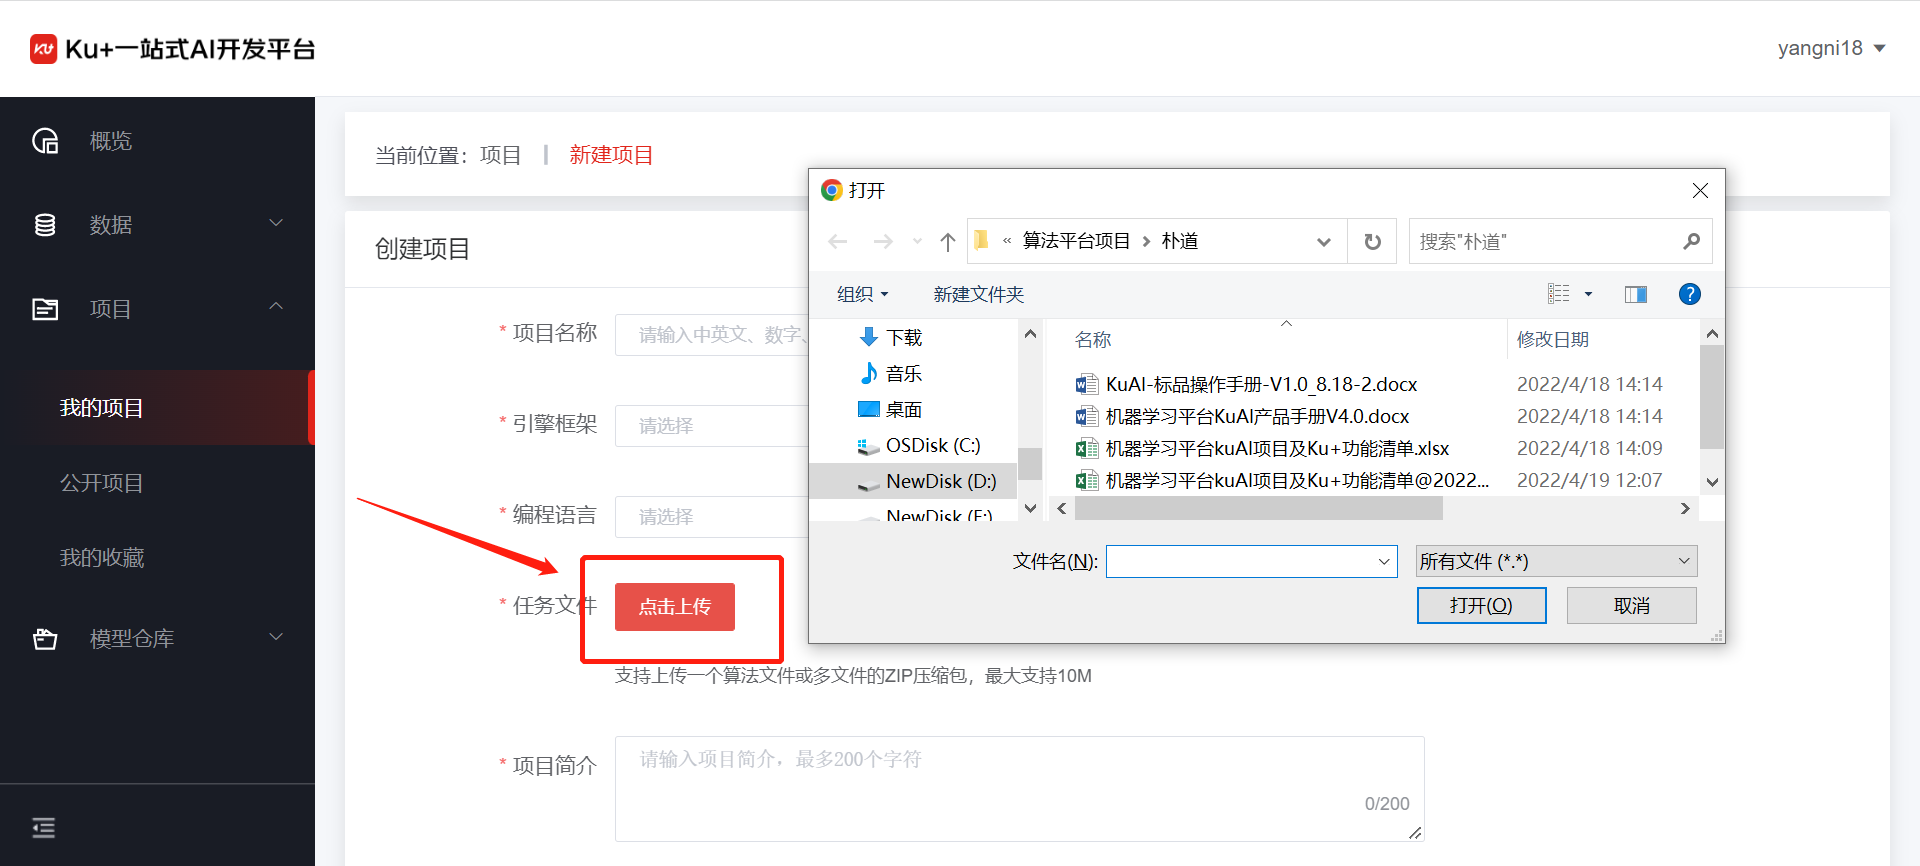 Ku+一站式AI开发平台
yangni18
概览
数据
项目
我的项目
公开项目
我的收藏
模型仓库
当前位置：项目 | 新建项目
创建项目
* 项目名称
请输入中英文、数字、
* 引擎框架
请选择
* 编程语言
请选择
* 任务文件
点击上传
支持上传一个算法文件或多文件的ZIP压缩包，最大支持10M
* 项目简介
请输入项目简介，最多200个字符
0/200
打开
« 算法平台项目 › 朴道
搜索"朴道"
组织
新建文件夹
下载
音乐
桌面
OSDisk (C:)
NewDisk (D:)
NewDisk (E:)
名称 修改日期
KuAI-标品操作手册-V1.0_8.18-2.docx 2022/4/18 14:14
机器学习平台KuAI产品手册V4.0.docx 2022/4/18 14:14
机器学习平台kuAI项目及Ku+功能清单.xlsx 2022/4/18 14:09
机器学习平台kuAI项目及Ku+功能清单@2022... 2022/4/19 12:07
文件名(N):
所有文件 (*.*)
打开(O)
取消